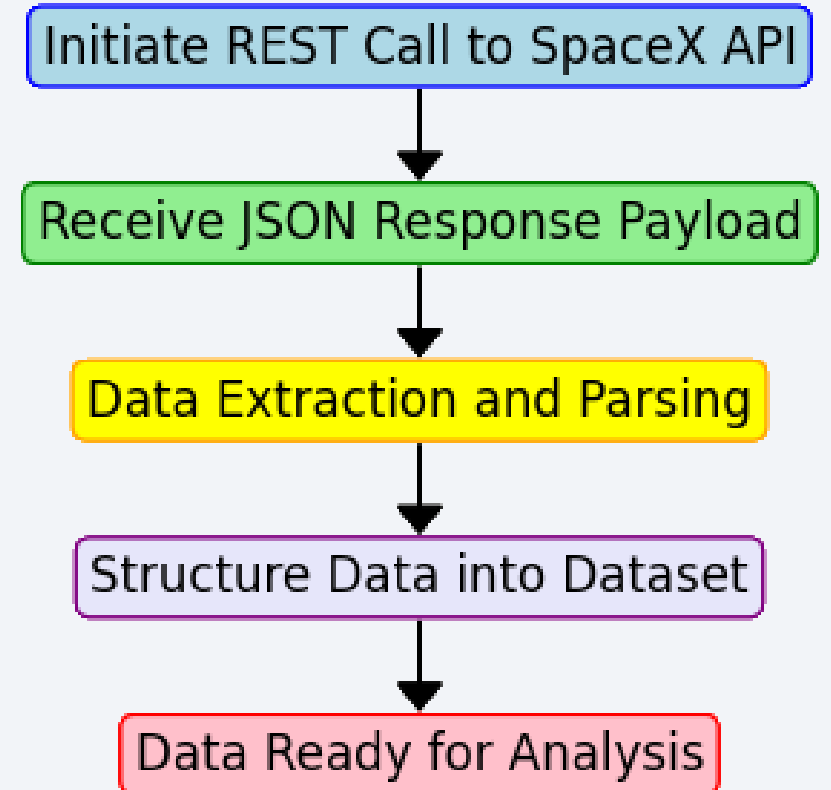 Initiate REST Call to SpaceX API
Receive JSON Response Payload
Data Extraction and Parsing
Structure Data into Dataset
Data Ready for Analysis